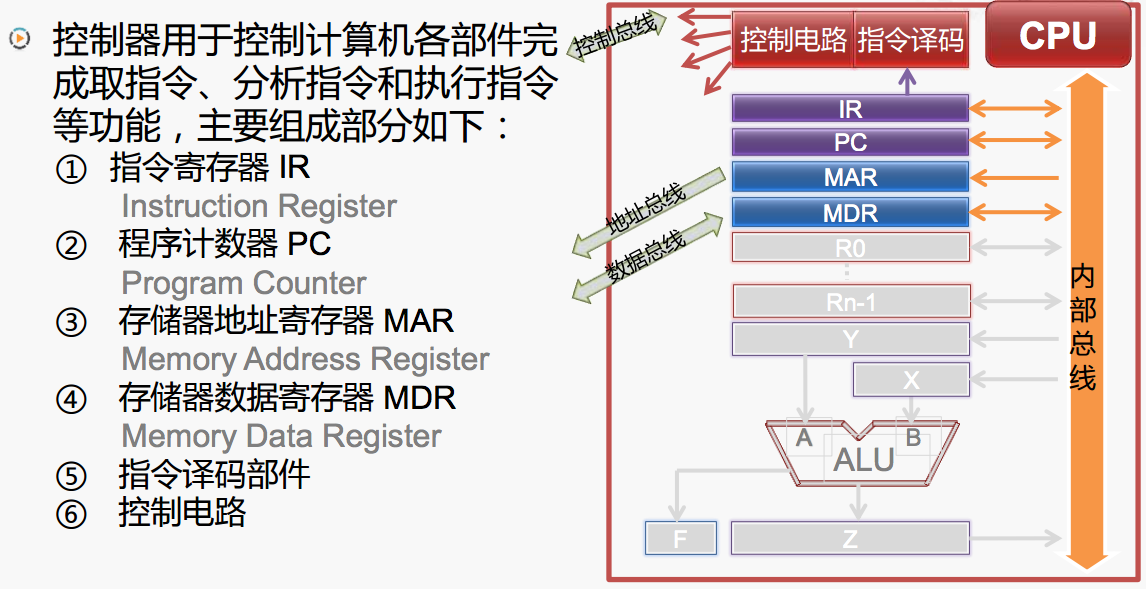 控制器用于控制计算机各部件完
成取指令、分析指令和执行指令
等功能，主要组成部分如下：
① 指令寄存器 IR
Instruction Register
② 程序计数器 PC
Program Counter
③ 存储器地址寄存器 MAR
Memory Address Register
④ 存储器数据寄存器 MDR
Memory Data Register
⑤ 指令译码部件
⑥ 控制电路
控制总线
控制电路 指令译码
CPU
IR
PC
MAR
地址总线
MDR
数据总线
R0
⋮
Rn-1
内部总线
Y
X
A
B
ALU
F
Z